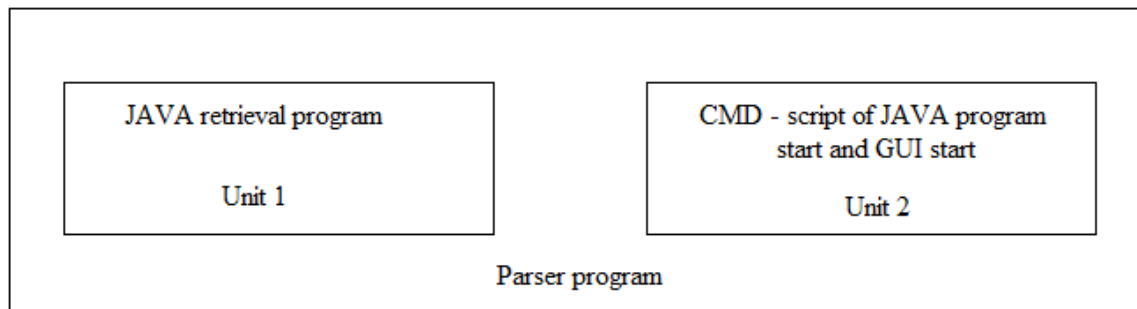 JAVA retrieval program
Unit 1
CMD - script of JAVA program
start and GUI start
Unit 2
Parser program